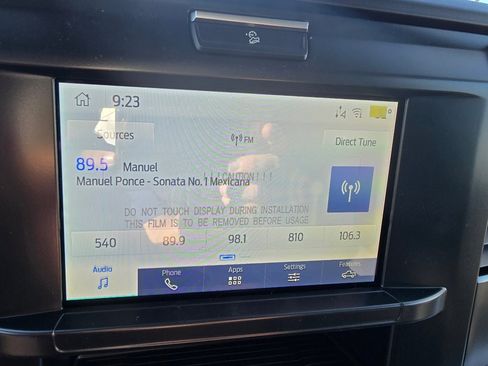 9:23
Sources
FM
Direct Tune
89.5 Manuel
Manuel Ponce - Sonata No. 1 Mexicana
!!!CAUTION!!!
DO NOT TOUCH DISPLAY DURING INSTALLATION
THIS FILM IS TO BE REMOVED BEFORE USAGE
540 89.9 98.1 810 106.3
Audio Phone Apps Settings Features